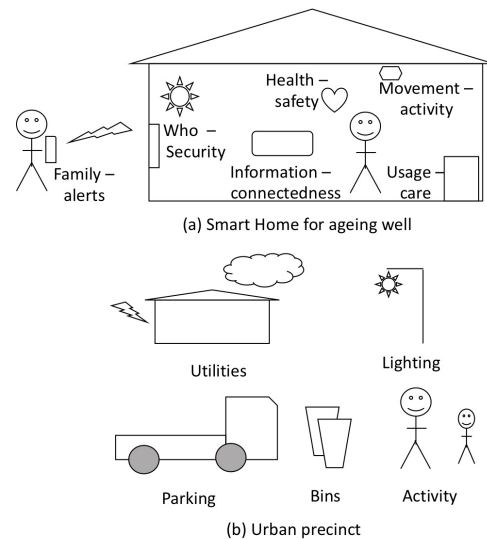 Health –
safety
Movement –
activity
Who –
Security
Family –
alerts
Information –
connectedness
Usage –
care
(a) Smart Home for ageing well
Utilities
Lighting
Parking
Bins
Activity
(b) Urban precinct